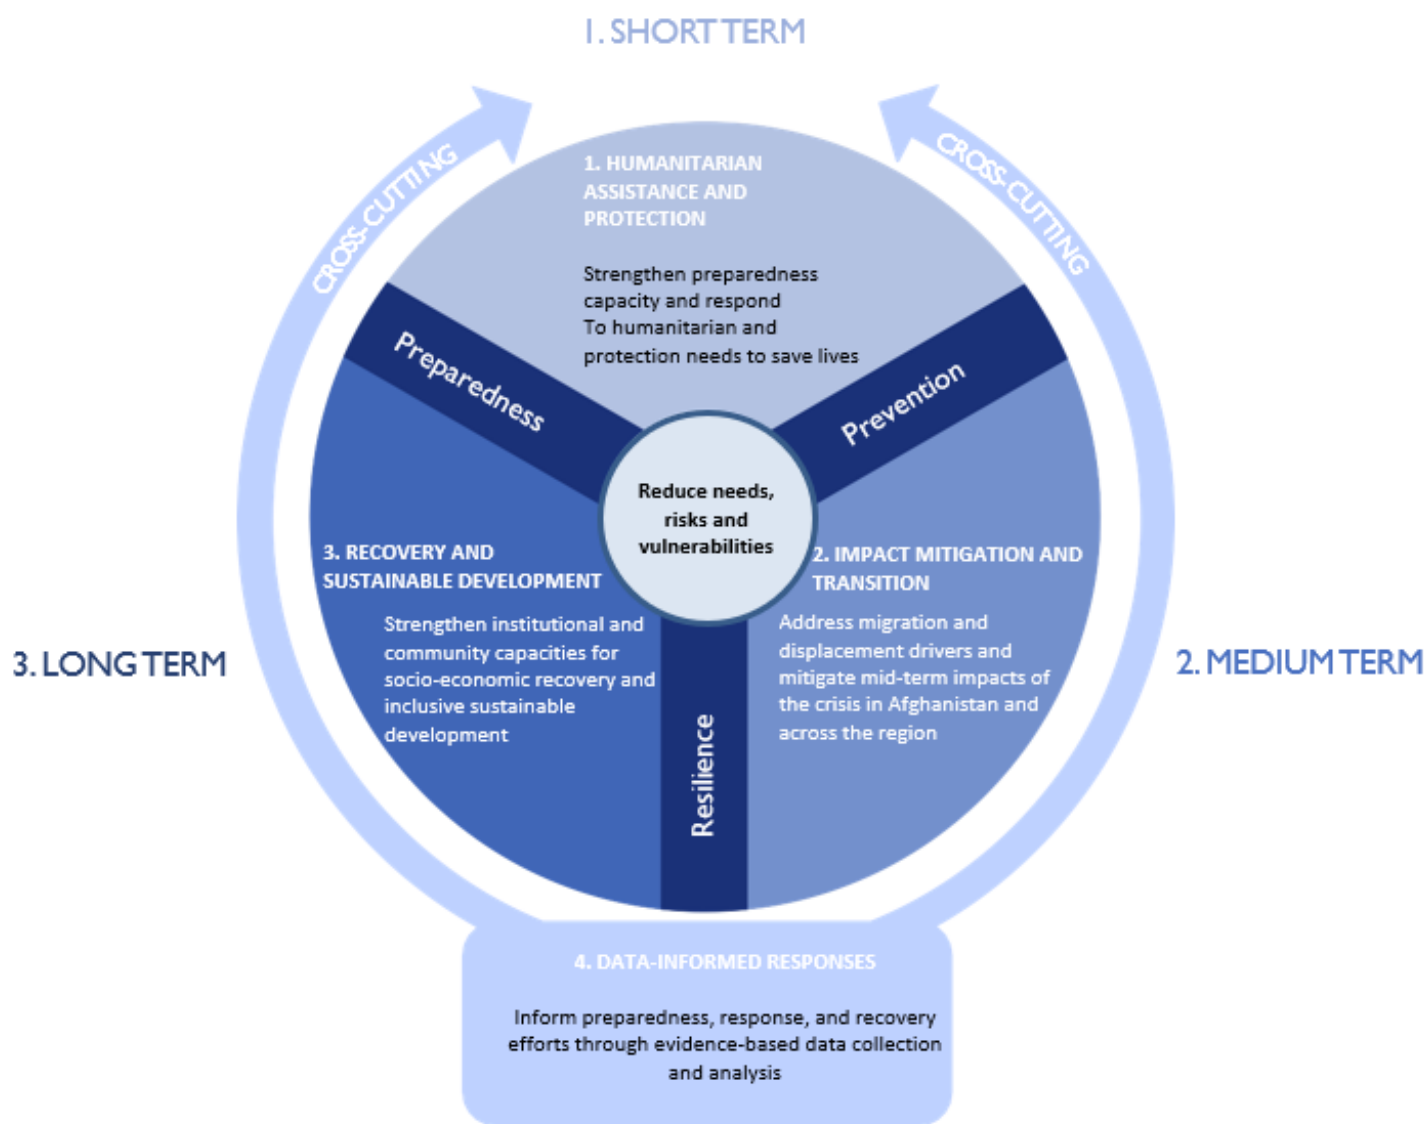 1. SHORT TERM
CROSS-CUTTING
CROSS-CUTTING
1. HUMANITARIAN
ASSISTANCE AND
PROTECTION
Strengthen preparedness
capacity and respond
To humanitarian and
protection needs to save lives
Preparedness
Prevention
Reduce needs,
risks and
vulnerabilities
3. RECOVERY AND
SUSTAINABLE DEVELOPMENT
Strengthen institutional and
community capacities for
socio-economic recovery and
inclusive sustainable
development
2. IMPACT MITIGATION AND
TRANSITION
Address migration and
displacement drivers and
mitigate mid-term impacts of
the crisis in Afghanistan and
across the region
3. LONG TERM
2. MEDIUM TERM
Resilience
4. DATA-INFORMED RESPONSES
Inform preparedness, response, and recovery
efforts through evidence-based data collection
and analysis